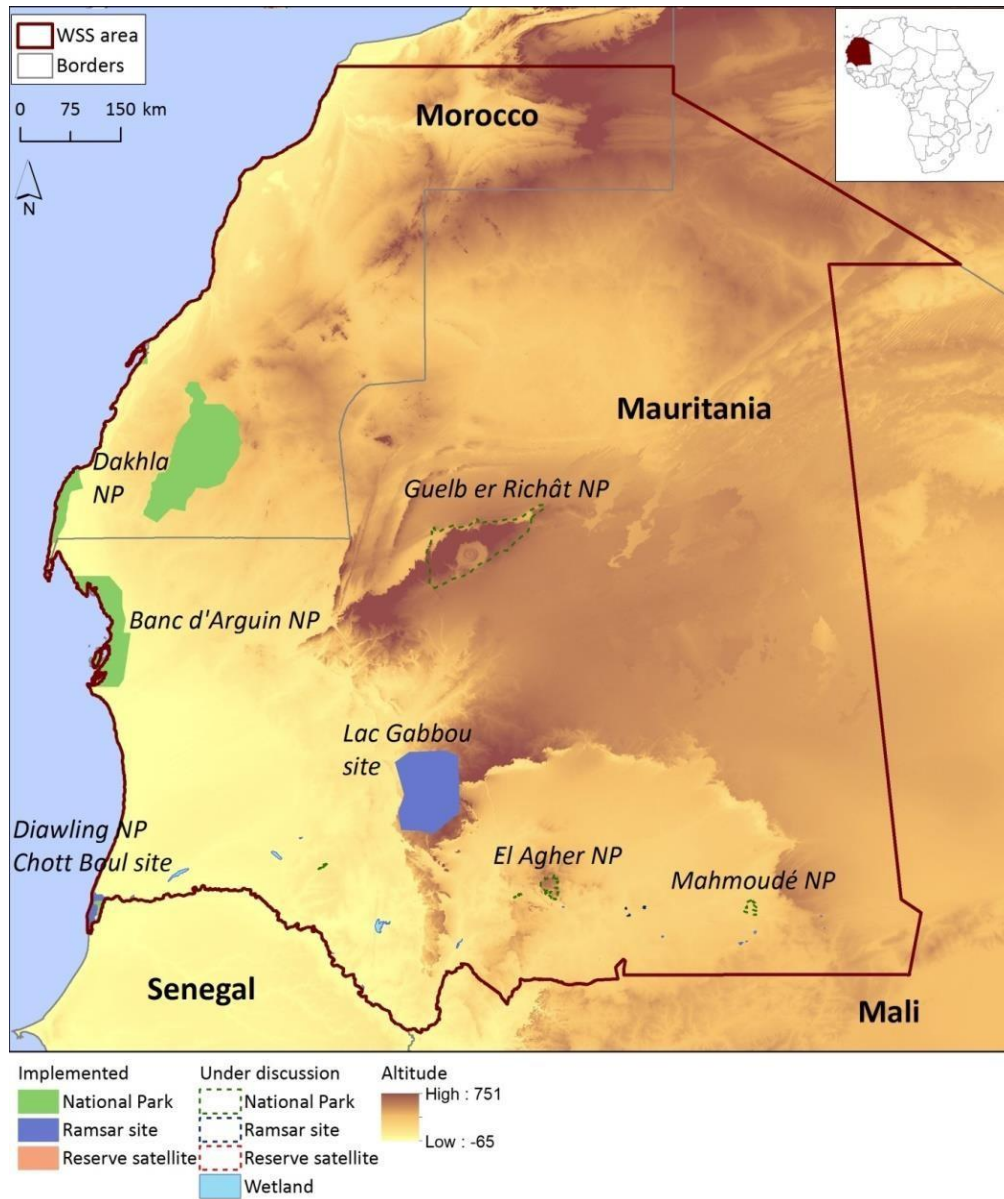 WSS area
Borders
0 75 150 km
N
Morocco
Mauritania
Dakhla
NP
Guelb er Richât NP
Banc d'Arguin NP
Lac Gabbou
site
Diawling NP
Chott Boul site
El Agher NP
Mahmoudé NP
Senegal
Mali
Implemented
National Park
Ramsar site
Reserve satellite
Under discussion
National Park
Ramsar site
Reserve satellite
Wetland
Altitude
High : 751
Low : -65